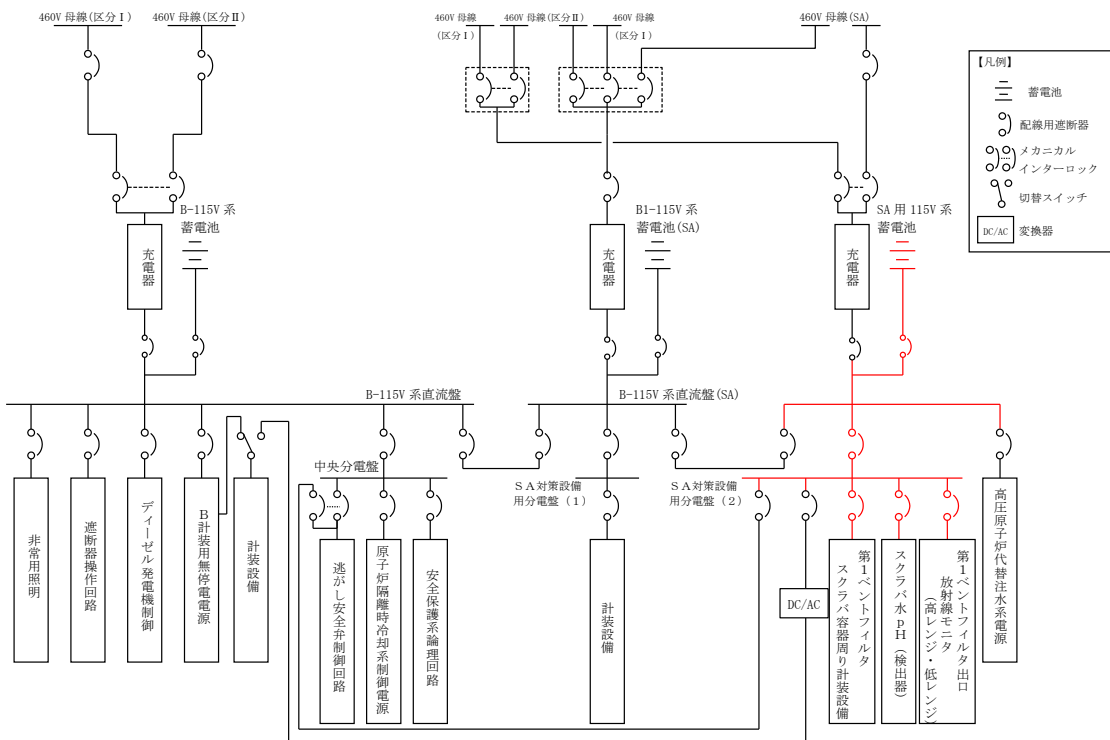 460V 母線(区分Ⅰ)
460V 母線(区分Ⅱ)
460V 母線
(区分Ⅰ)
460V 母線(区分Ⅱ)
460V 母線
(区分Ⅰ)
460V 母線(SA)
【凡例】
蓄電池
配線用遮断器
メカニカル
インターロック
切替スイッチ
DC/AC
変換器
B-115V 系
蓄電池
B1-115V 系
蓄電池(SA)
SA 用 115V 系
蓄電池
充電器
充電器
充電器
B-115V 系直流盤
B-115V 系直流盤(SA)
中央分電盤
SA対策設備
用分電盤（1）
SA対策設備
用分電盤（2）
非常用照明
遮断器操作回路
ディーゼル発電機制御
B計装用無停電電源
計装設備
逃がし安全弁制御回路
原子炉隔離時冷却系制御電源
安全保護系論理回路
計装設備
DC/AC
第1ベントフィルタ
スクラバ容器周り計装設備
スクラバ水pH（検出器）
第1ベントフィルタ出口
放射線モニタ
（高レンジ・低レンジ）
高圧原子炉代替注水系電源